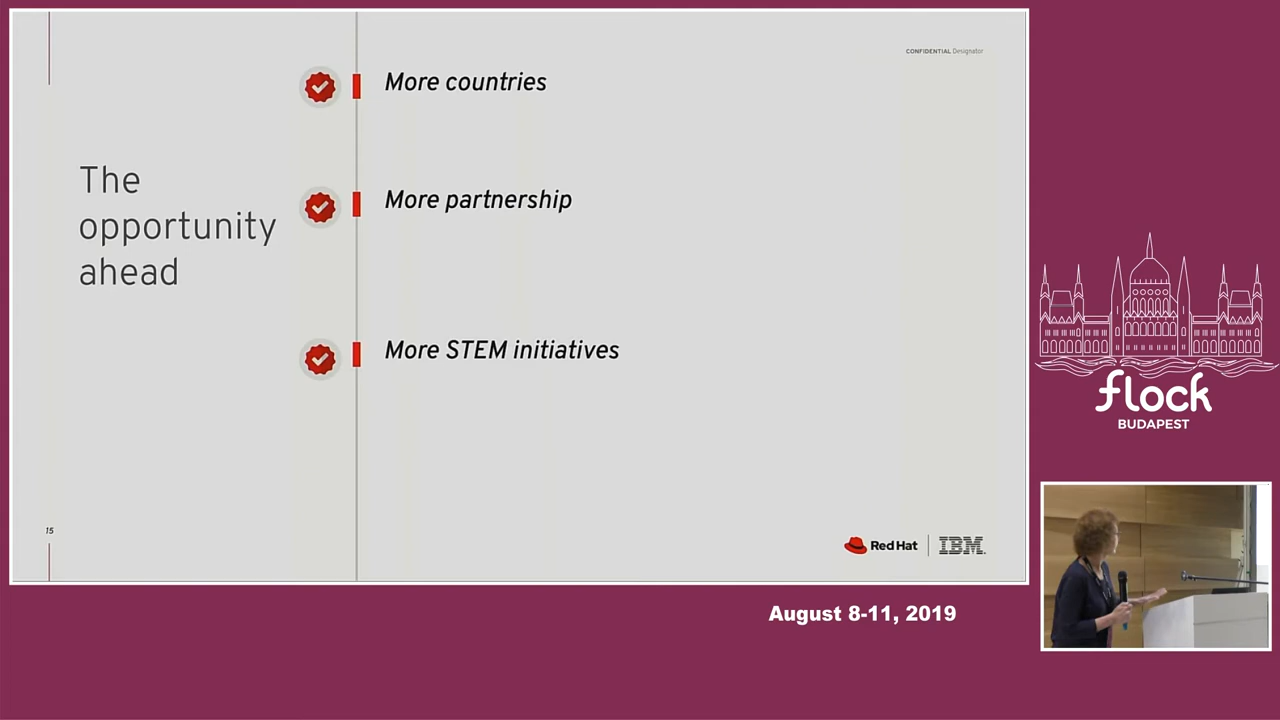 CONFIDENTIAL Designator
The
opportunity
ahead
More countries
More partnership
More STEM initiatives
15
Red Hat
IBM.
flock
BUDAPEST
August 8-11, 2019